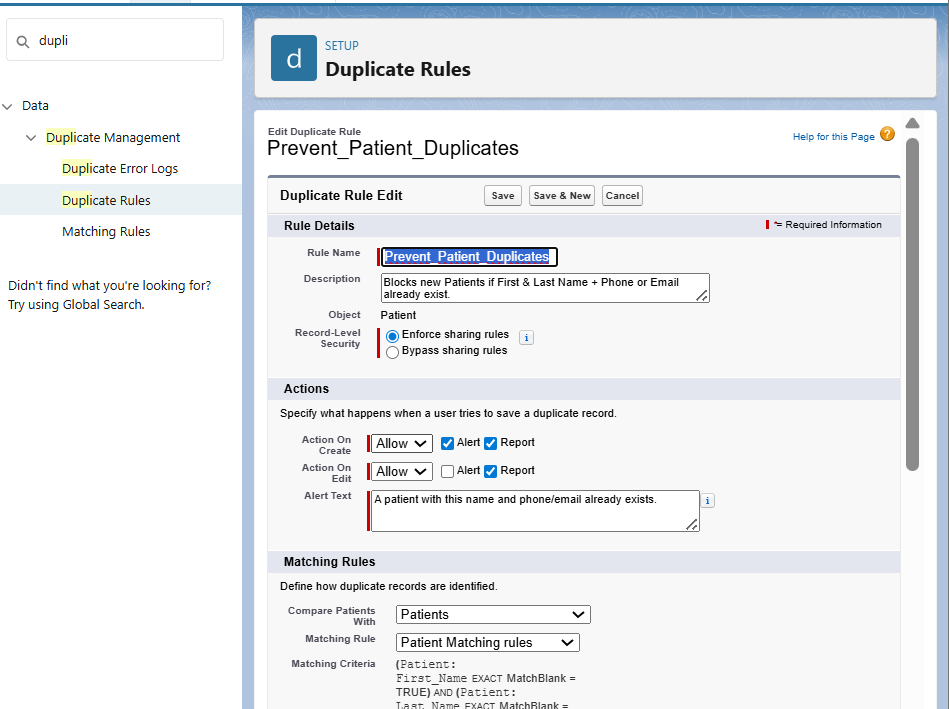 dupli
Data
Duplicate Management
Duplicate Error Logs
Duplicate Rules
Matching Rules
Didn't find what you're looking for?
Try using Global Search.
d
SETUP
Duplicate Rules
Edit Duplicate Rule
Prevent_Patient_Duplicates
Help for this Page ?
Duplicate Rule Edit Save Save & New Cancel
Rule Details *= Required Information
Rule Name Prevent_Patient_Duplicates
Description Blocks new Patients if First & Last Name + Phone or Email
already exist.
Object Patient
Record-Level
Security
Enforce sharing rules i
Bypass sharing rules
Actions
Specify what happens when a user tries to save a duplicate record.
Action On
Create
Allow Alert Report
Action On
Edit
Allow Alert Report
Alert Text A patient with this name and phone/email already exists. i
Matching Rules
Define how duplicate records are identified.
Compare Patients
With
Patients
Matching Rule Patient Matching rules
Matching Criteria (Patient:
First_Name EXACT MatchBlank =
TRUE) AND (Patient:
Last_Name EXACT MatchBlank =